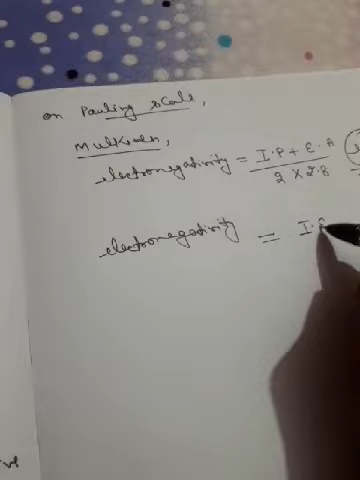 on Pauling scale,
Mulliken,
electronegativity = I.P + E.A
2 × 2.8
electronegativity = I.P